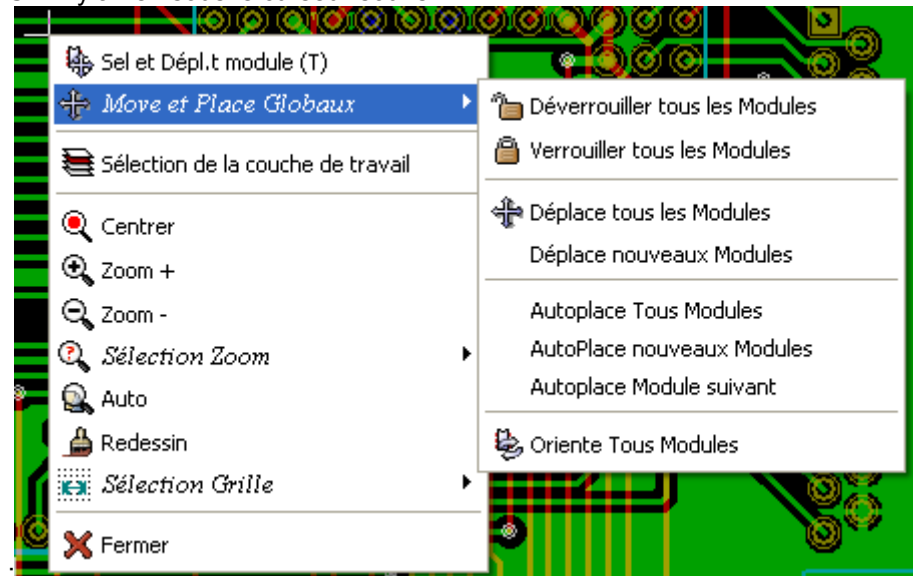 Sel et Dépl.t module (T)
Move et Place Globaux
Sélection de la couche de travail
Centrer
Zoom +
Zoom -
Sélection Zoom
Auto
Redessin
Sélection Grille
Fermer
Déverrouiller tous les Modules
Verrouiller tous les Modules
Déplace tous les Modules
Déplace nouveaux Modules
Autoplace Tous Modules
AutoPlace nouveaux Modules
Autoplace Module suivant
Oriente Tous Modules